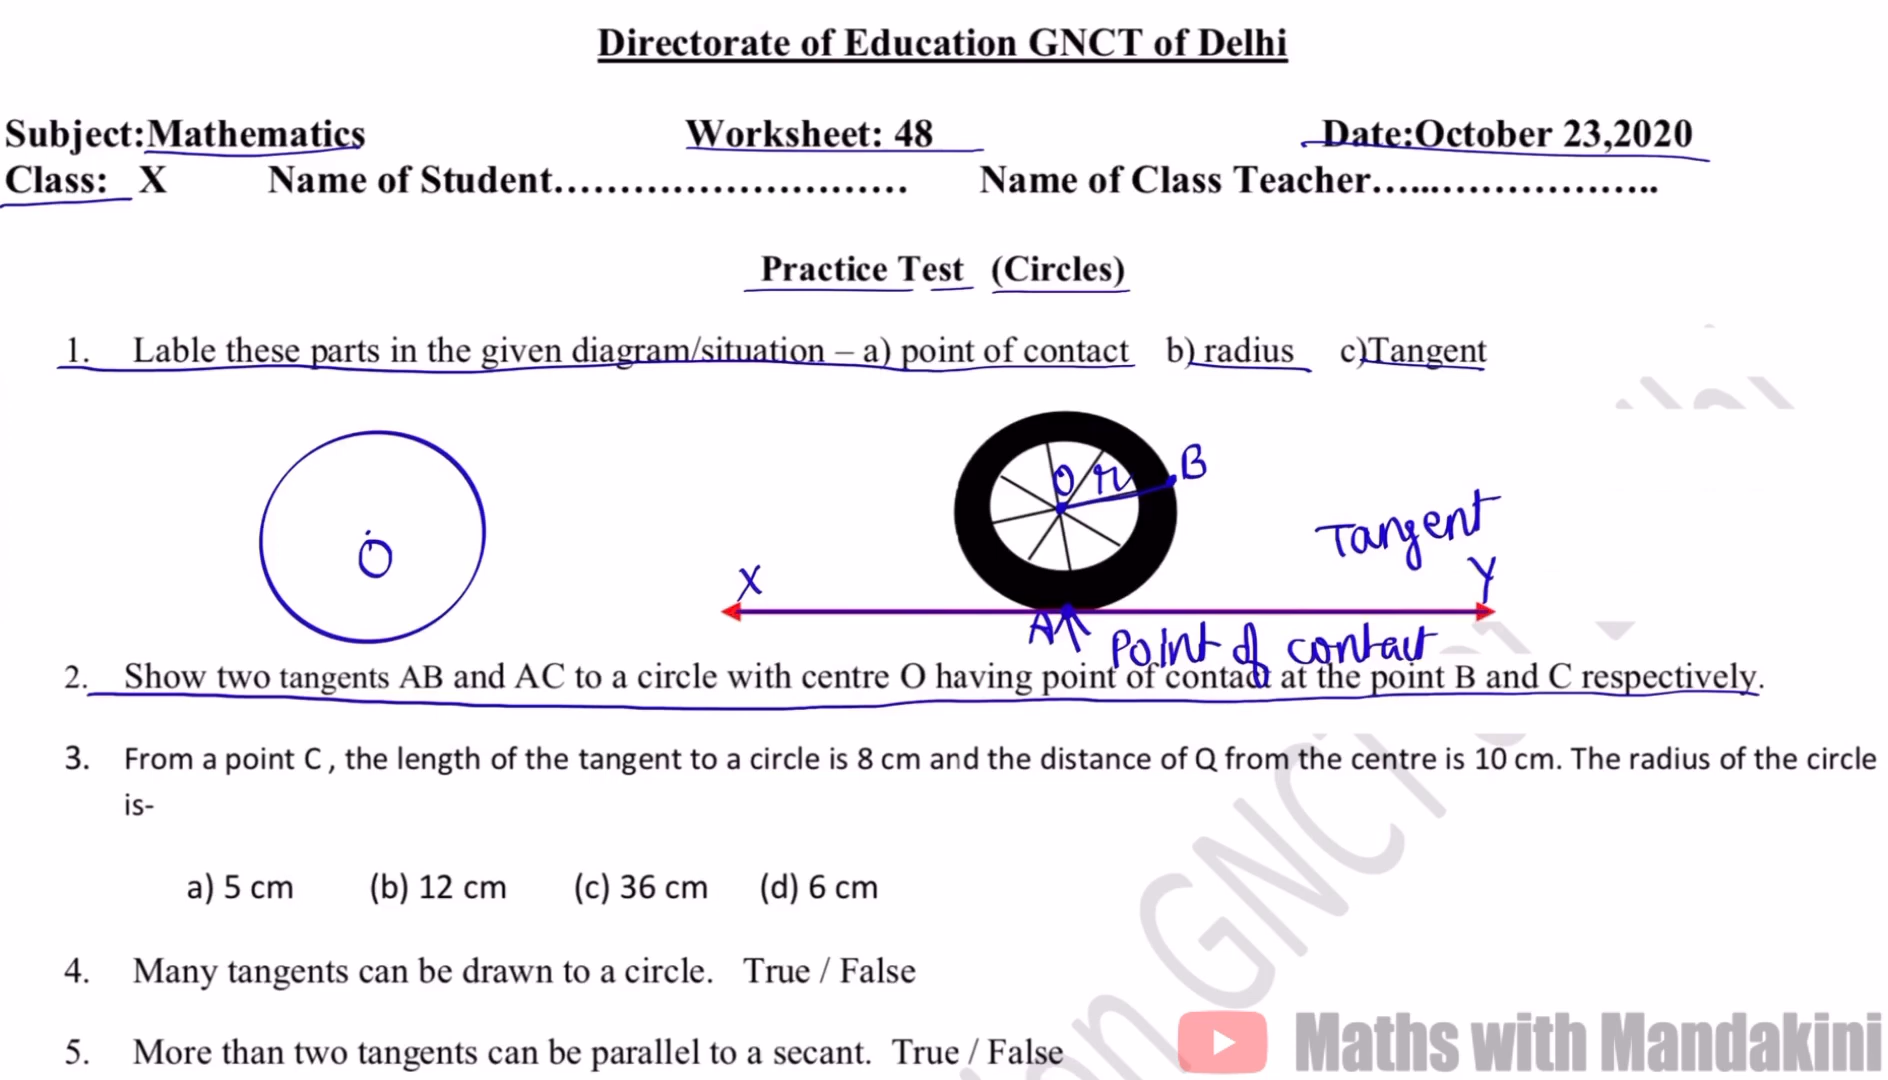 Directorate of Education GNCT of Delhi
Subject:Mathematics Worksheet: 48 Date:October 23,2020
Class: X Name of Student........................... Name of Class Teacher......................
Practice Test (Circles)
1. Lable these parts in the given diagram/situation – a) point of contact b) radius c)Tangent
O
O r B
Tangent
X Y
A Point of contact
2. Show two tangents AB and AC to a circle with centre O having point of contact at the point B and C respectively.
3. From a point C , the length of the tangent to a circle is 8 cm and the distance of Q from the centre is 10 cm. The radius of the circle
is-
a) 5 cm (b) 12 cm (c) 36 cm (d) 6 cm
4. Many tangents can be drawn to a circle. True / False
5. More than two tangents can be parallel to a secant. True / False
GNCT
Maths with Mandakini